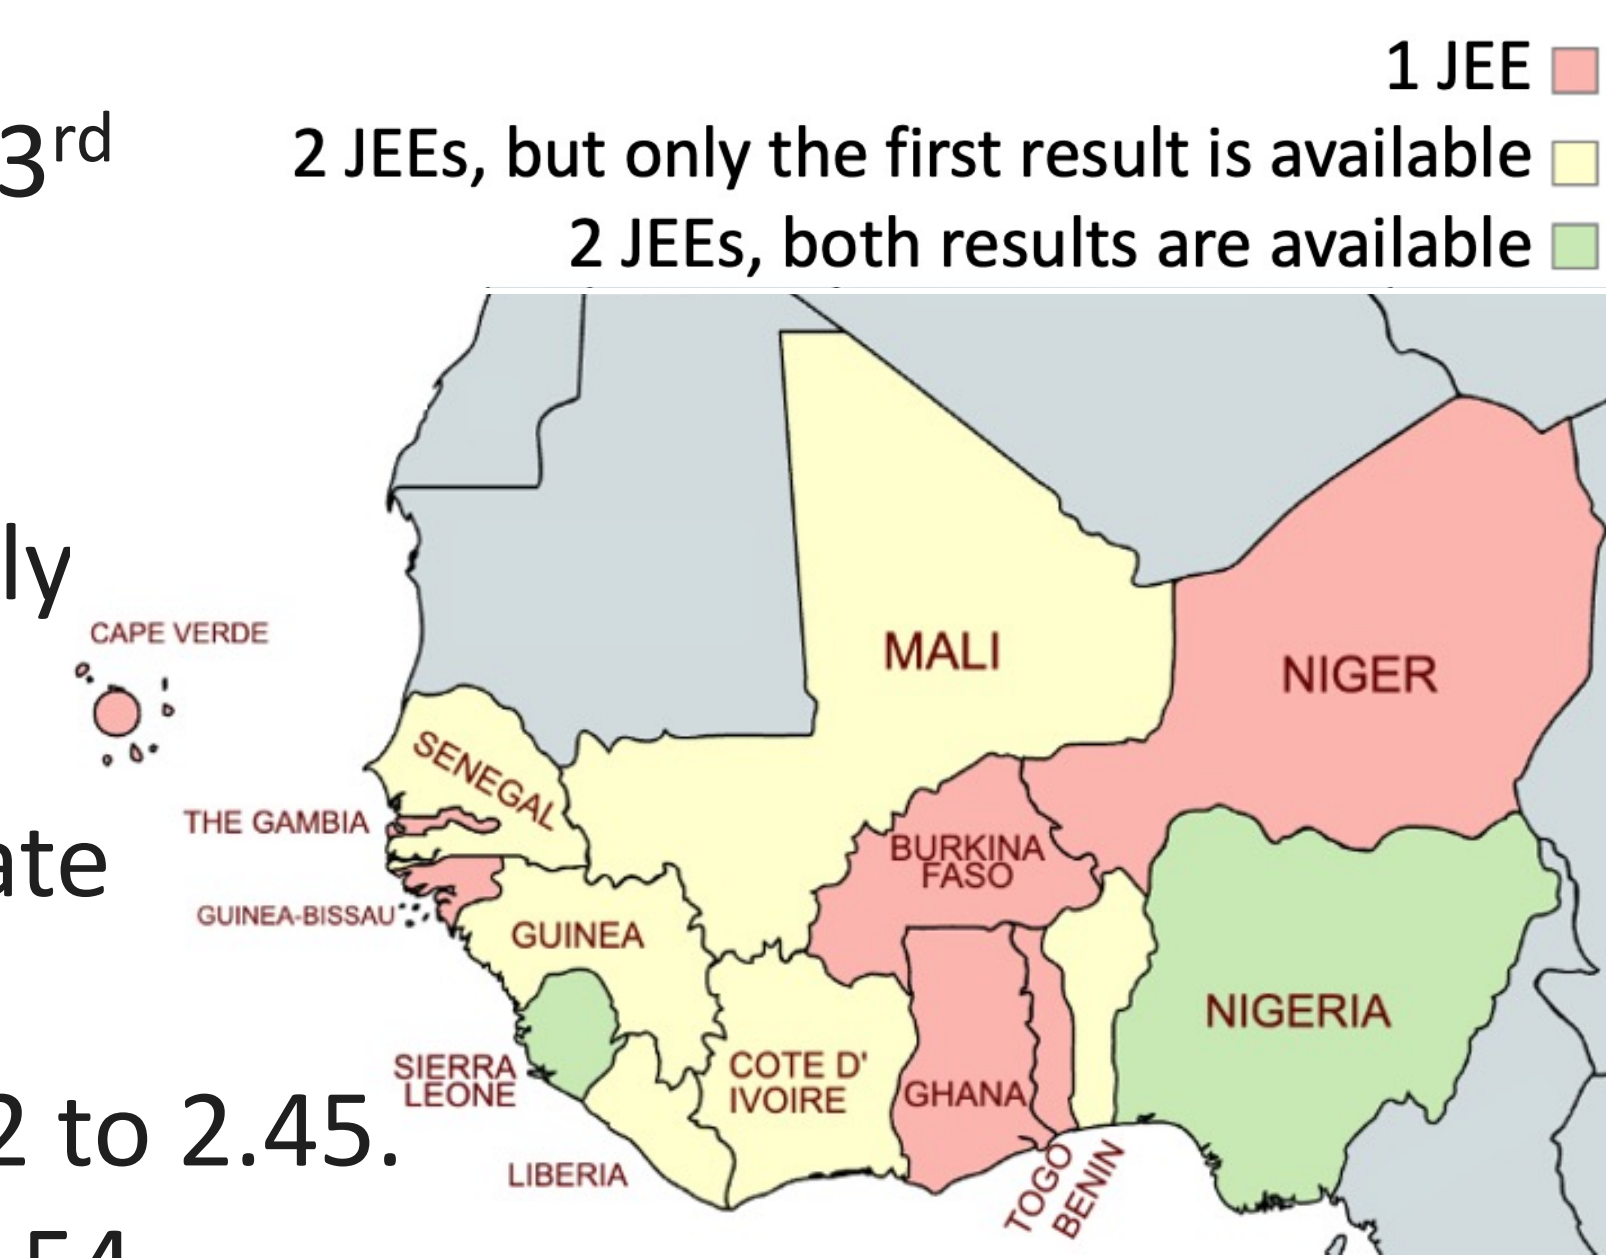 1 JEE
3rd
2 JEEs, but only the first result is available
2 JEEs, both results are available
ly
CAPE VERDE
MALI
NIGER
SENEGAL
THE GAMBIA
BURKINA
FASO
ate
GUINEA-BISSAU
GUINEA
NIGERIA
SIERRA
LEONE
COTE D'
IVOIRE
GHANA
2 to 2.45.
LIBERIA
TOGO
BENIN
54